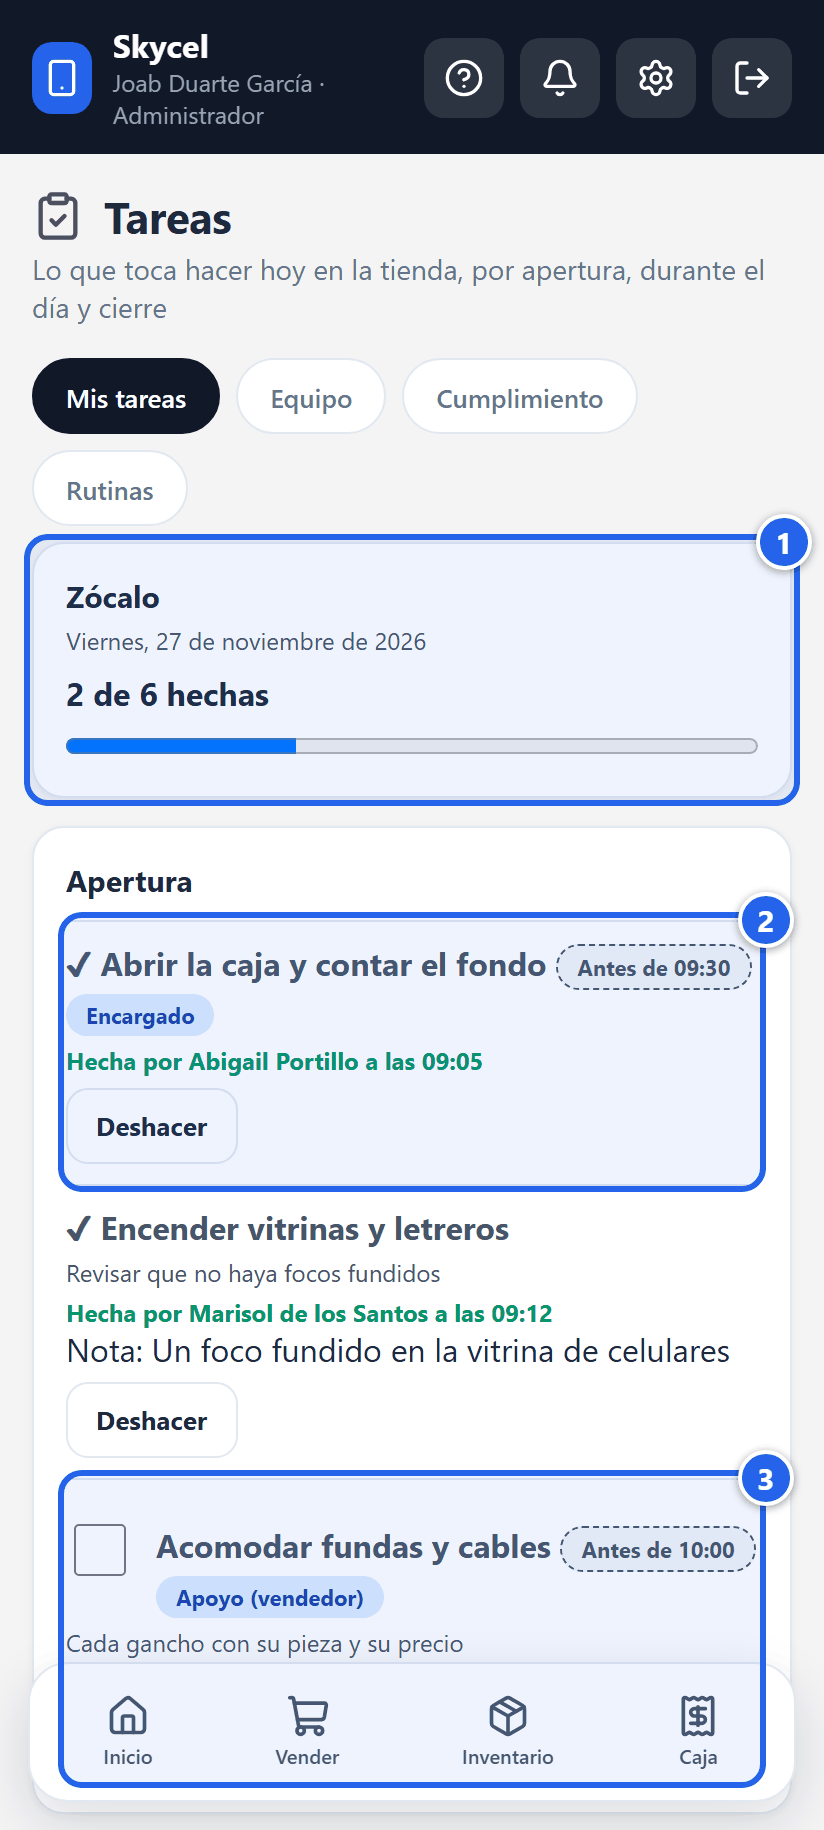 Skycel
Joab Duarte García ·
Administrador
Tareas
Lo que toca hacer hoy en la tienda, por apertura, durante el
día y cierre
Mis tareas
Equipo
Cumplimiento
Rutinas
1
Zócalo
Viernes, 27 de noviembre de 2026
2 de 6 hechas
Apertura
2
✓ Abrir la caja y contar el fondo
Antes de 09:30
Encargado
Hecha por Abigail Portillo a las 09:05
Deshacer
✓ Encender vitrinas y letreros
Revisar que no haya focos fundidos
Hecha por Marisol de los Santos a las 09:12
Nota: Un foco fundido en la vitrina de celulares
Deshacer
3
Acomodar fundas y cables
Antes de 10:00
Apoyo (vendedor)
Cada gancho con su pieza y su precio
Inicio
Vender
Inventario
Caja